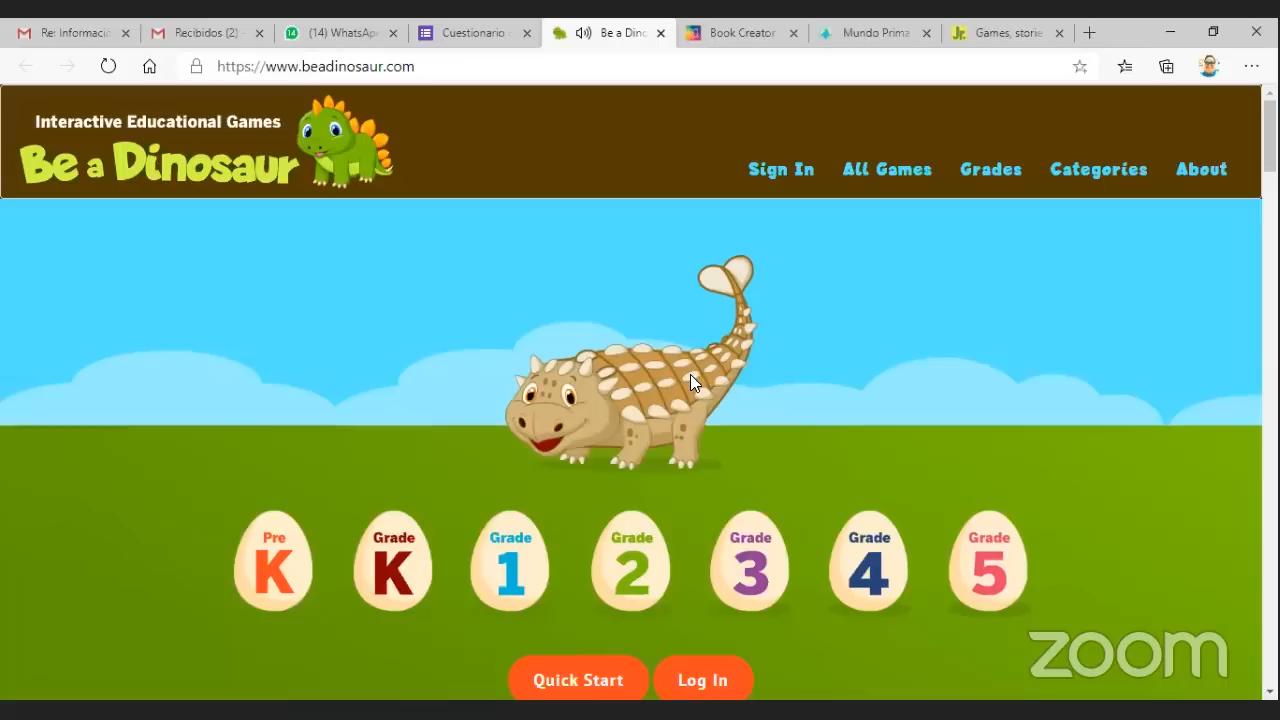 Re: Informaci
Recibidos (2) -
(14) WhatsAp
Cuestionario
Be a Dino
Book Creator
Mundo Prima
Games, storie
https://www.beadinosaur.com
Interactive Educational Games
Be a Dinosaur
Sign In All Games Grades Categories About
Pre K
Grade K
Grade 1
Grade 2
Grade 3
Grade 4
Grade 5
Quick Start Log In
zoom